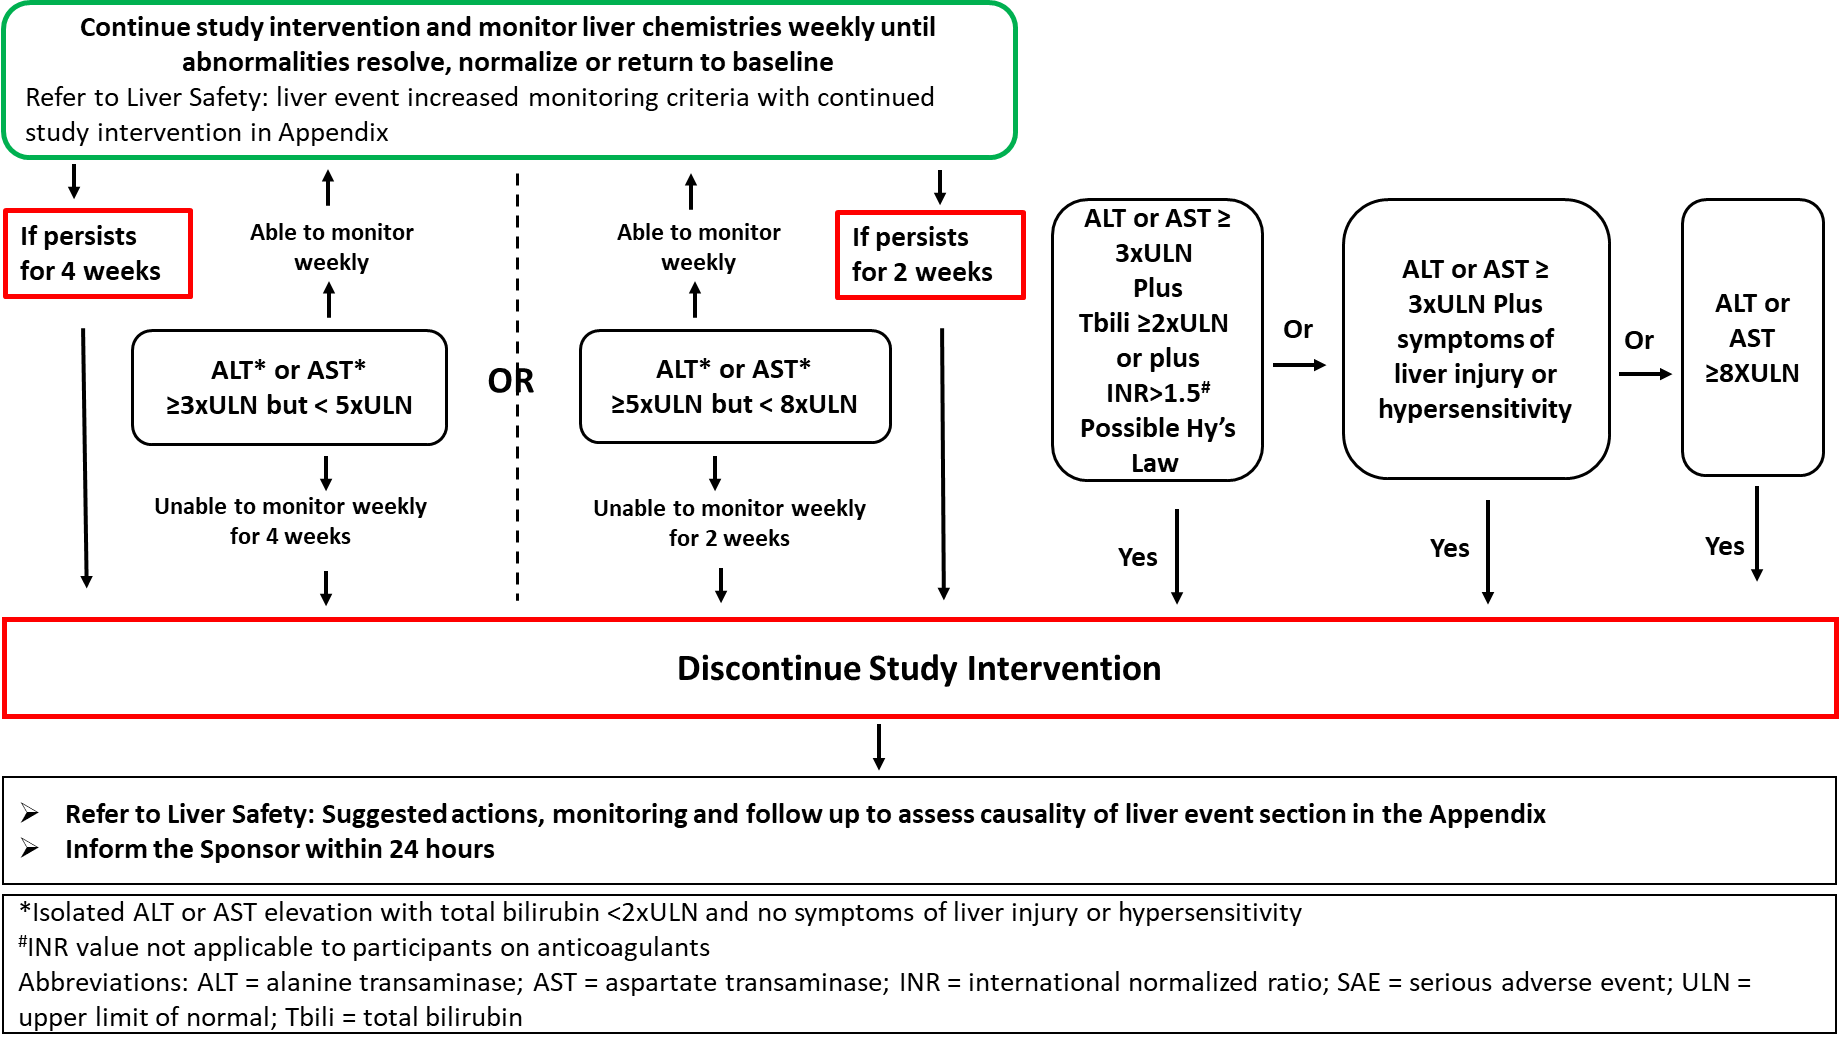 Continue study intervention and monitor liver chemistries weekly until
abnormalities resolve, normalize or return to baseline
Refer to Liver Safety: liver event increased monitoring criteria with continued
study intervention in Appendix
If persists
for 4 weeks
Able to monitor
weekly
Able to monitor
weekly
If persists
for 2 weeks
ALT* or AST*
≥3xULN but < 5xULN
OR
ALT* or AST*
≥5xULN but < 8xULN
Unable to monitor weekly
for 4 weeks
Unable to monitor weekly
for 2 weeks
ALT or AST ≥
3xULN
Plus
Tbili ≥2xULN
or plus
INR>1.5#
Possible Hy's
Law
Or
ALT or AST ≥
3xULN Plus
symptoms of
liver injury or
hypersensitivity
Or
ALT or
AST
≥8XULN
Yes
Yes
Yes
Discontinue Study Intervention
➢ Refer to Liver Safety: Suggested actions, monitoring and follow up to assess causality of liver event section in the Appendix
➢ Inform the Sponsor within 24 hours
*Isolated ALT or AST elevation with total bilirubin <2xULN and no symptoms of liver injury or hypersensitivity
#INR value not applicable to participants on anticoagulants
Abbreviations: ALT = alanine transaminase; AST = aspartate transaminase; INR = international normalized ratio; SAE = serious adverse event; ULN =
upper limit of normal; Tbili = total bilirubin